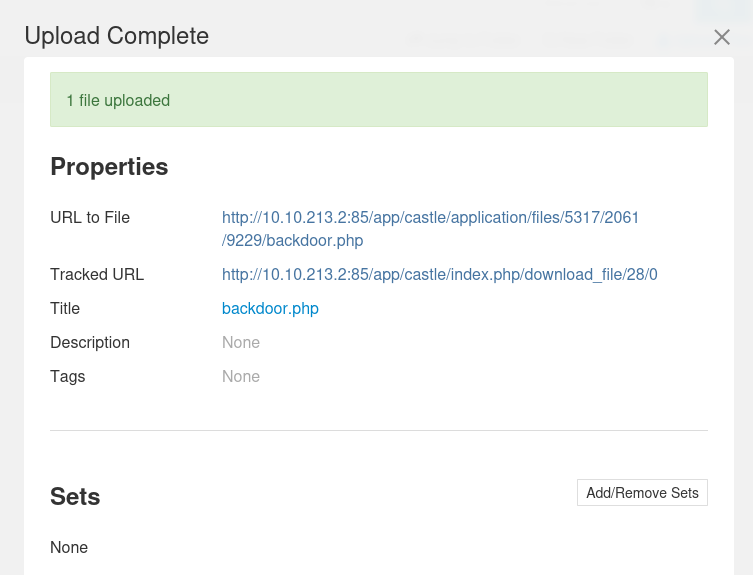 Upload Complete
1 file uploaded
Properties
URL to File
http://10.10.213.2:85/app/castle/application/files/5317/2061
/9229/backdoor.php
Tracked URL
http://10.10.213.2:85/app/castle/index.php/download_file/28/0
Title
backdoor.php
Description
None
Tags
None
Sets
Add/Remove Sets
None